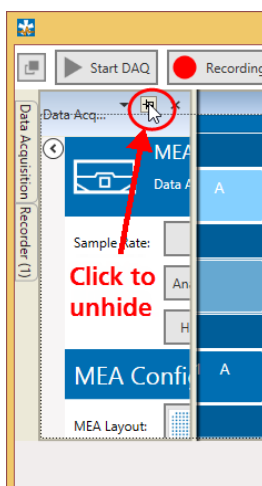 Start DAQ
Recording
Data Acq...
Data Acquisition
Recorder (1)
MEA
Data A
A
Sample Rate:
Click to
unhide
An
H
MEA Config
A
MEA Layout: